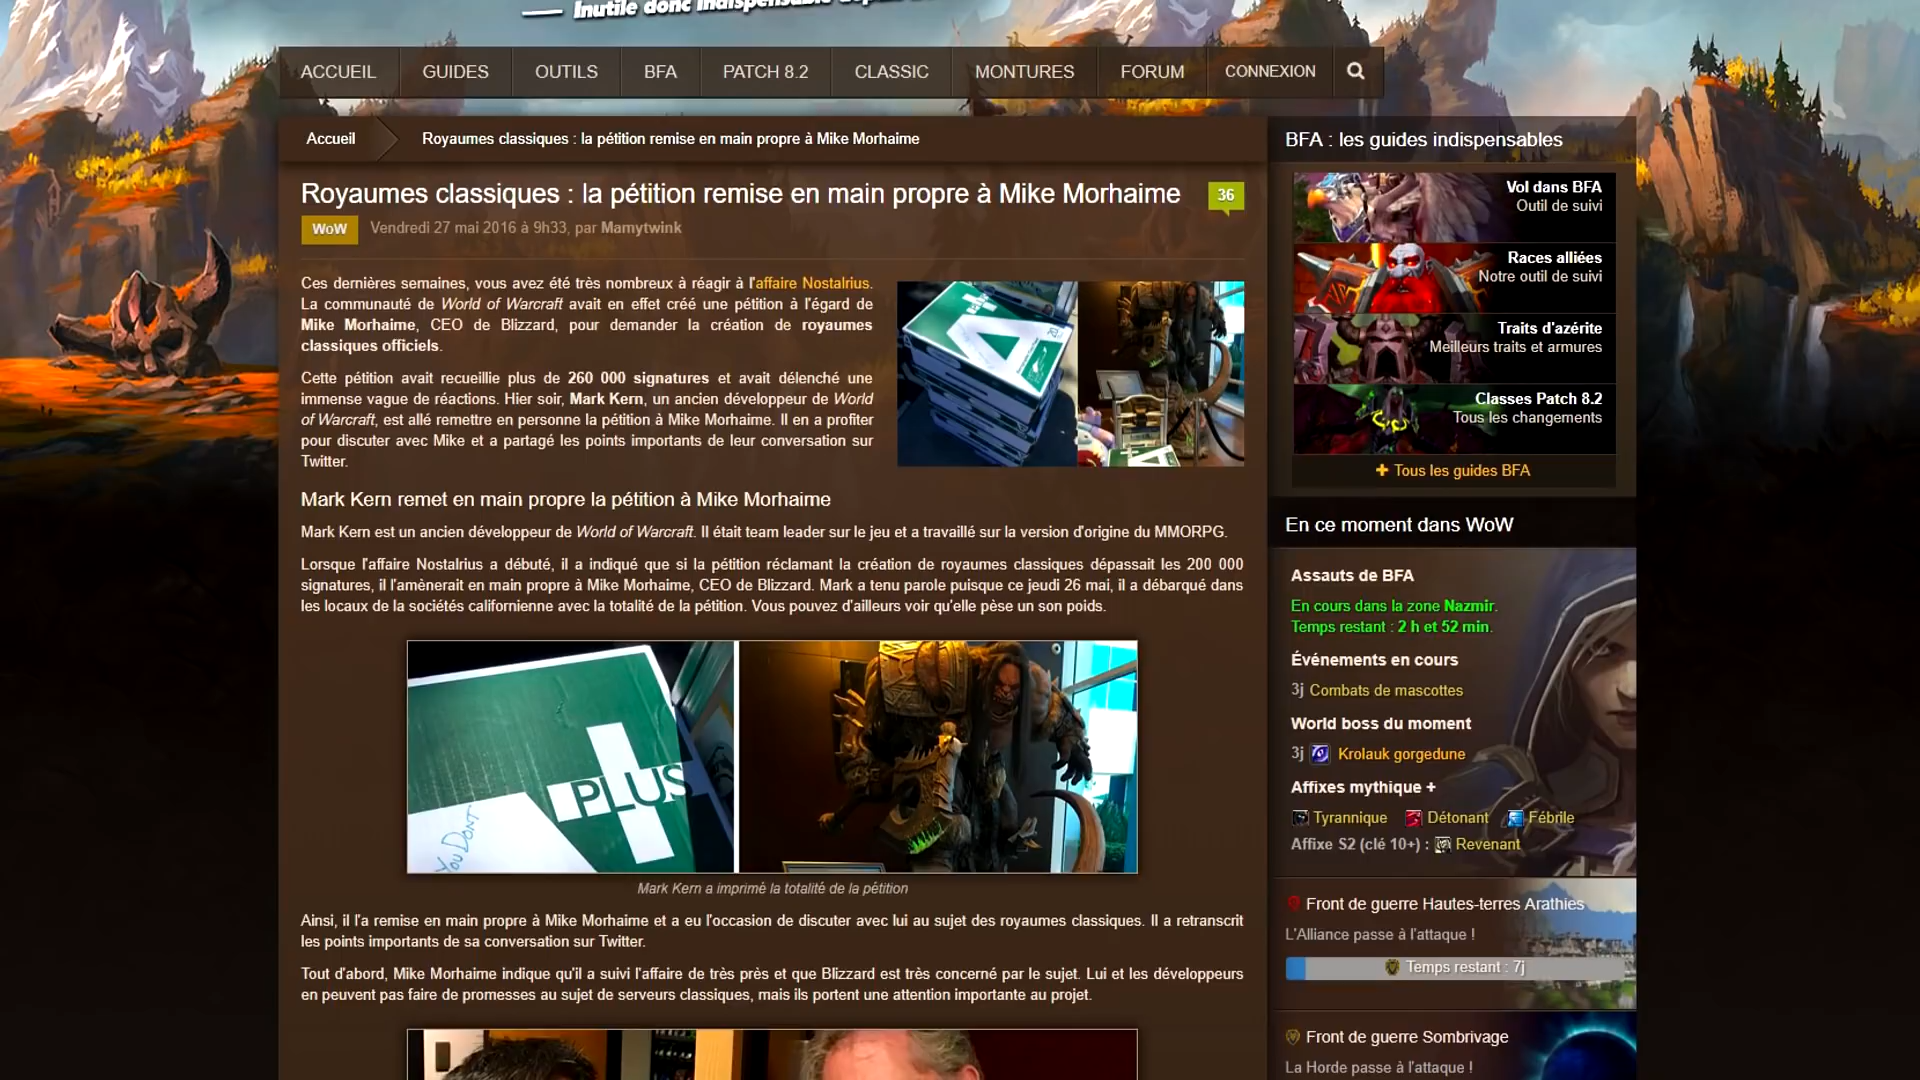 Inutile donc indispensable
ACCUEIL GUIDES OUTILS BFA PATCH 8.2 CLASSIC MONTURES FORUM CONNEXION
Accueil Royaumes classiques : la pétition remise en main propre à Mike Morhaime
Royaumes classiques : la pétition remise en main propre à Mike Morhaime 36
WoW Vendredi 27 mai 2016 à 9h33, par Mamytwink
Ces dernières semaines, vous avez été très nombreux à réagir à l'affaire Nostalrius.
La communauté de World of Warcraft avait en effet créé une pétition à l'égard de
Mike Morhaime, CEO de Blizzard, pour demander la création de royaumes
classiques officiels.
Cette pétition avait recueillie plus de 260 000 signatures et avait délenché une
immense vague de réactions. Hier soir, Mark Kern, un ancien développeur de World
of Warcraft, est allé remettre en personne la pétition à Mike Morhaime. Il en a profiter
pour discuter avec Mike et a partagé les points importants de leur conversation sur
Twitter.
Mark Kern remet en main propre la pétition à Mike Morhaime
Mark Kern est un ancien développeur de World of Warcraft. Il était team leader sur le jeu et a travaillé sur la version d'origine du MMORPG.
Lorsque l'affaire Nostalrius a débuté, il a indiqué que si la pétition réclamant la création de royaumes classiques dépassait les 200 000
signatures, il l'amènerait en main propre à Mike Morhaime, CEO de Blizzard. Mark a tenu parole puisque ce jeudi 26 mai, il a débarqué dans
les locaux de la sociétés californienne avec la totalité de la pétition. Vous pouvez d'ailleurs voir qu'elle pèse un son poids.
PLUS
YOU DONT
Mark Kern a imprimé la totalité de la pétition
Ainsi, il l'a remise en main propre à Mike Morhaime et a eu l'occasion de discuter avec lui au sujet des royaumes classiques. Il a retranscrit
les points importants de sa conversation sur Twitter.
Tout d'abord, Mike Morhaime indique qu'il a suivi l'affaire de très près et que Blizzard est très concerné par le sujet. Lui et les développeurs
en peuvent pas faire de promesses au sujet de serveurs classiques, mais ils portent une attention importante au projet.
BFA : les guides indispensables
Vol dans BFA
Outil de suivi
Races alliées
Notre outil de suivi
Traits d'azérite
Meilleurs traits et armures
Classes Patch 8.2
Tous les changements
+ Tous les guides BFA
En ce moment dans WoW
Assauts de BFA
En cours dans la zone Nazmir.
Temps restant : 2 h et 52 min.
Événements en cours
3j Combats de mascottes
World boss du moment
3j Krolauk gorgedune
Affixes mythique +
Tyrannique Détonant Fébrile
Affixe S2 (clé 10+) : Revenant
Front de guerre Hautes-terres Arathies
L'Alliance passe à l'attaque !
Temps restant : 7j
Front de guerre Sombrivage
La Horde passe à l'attaque !